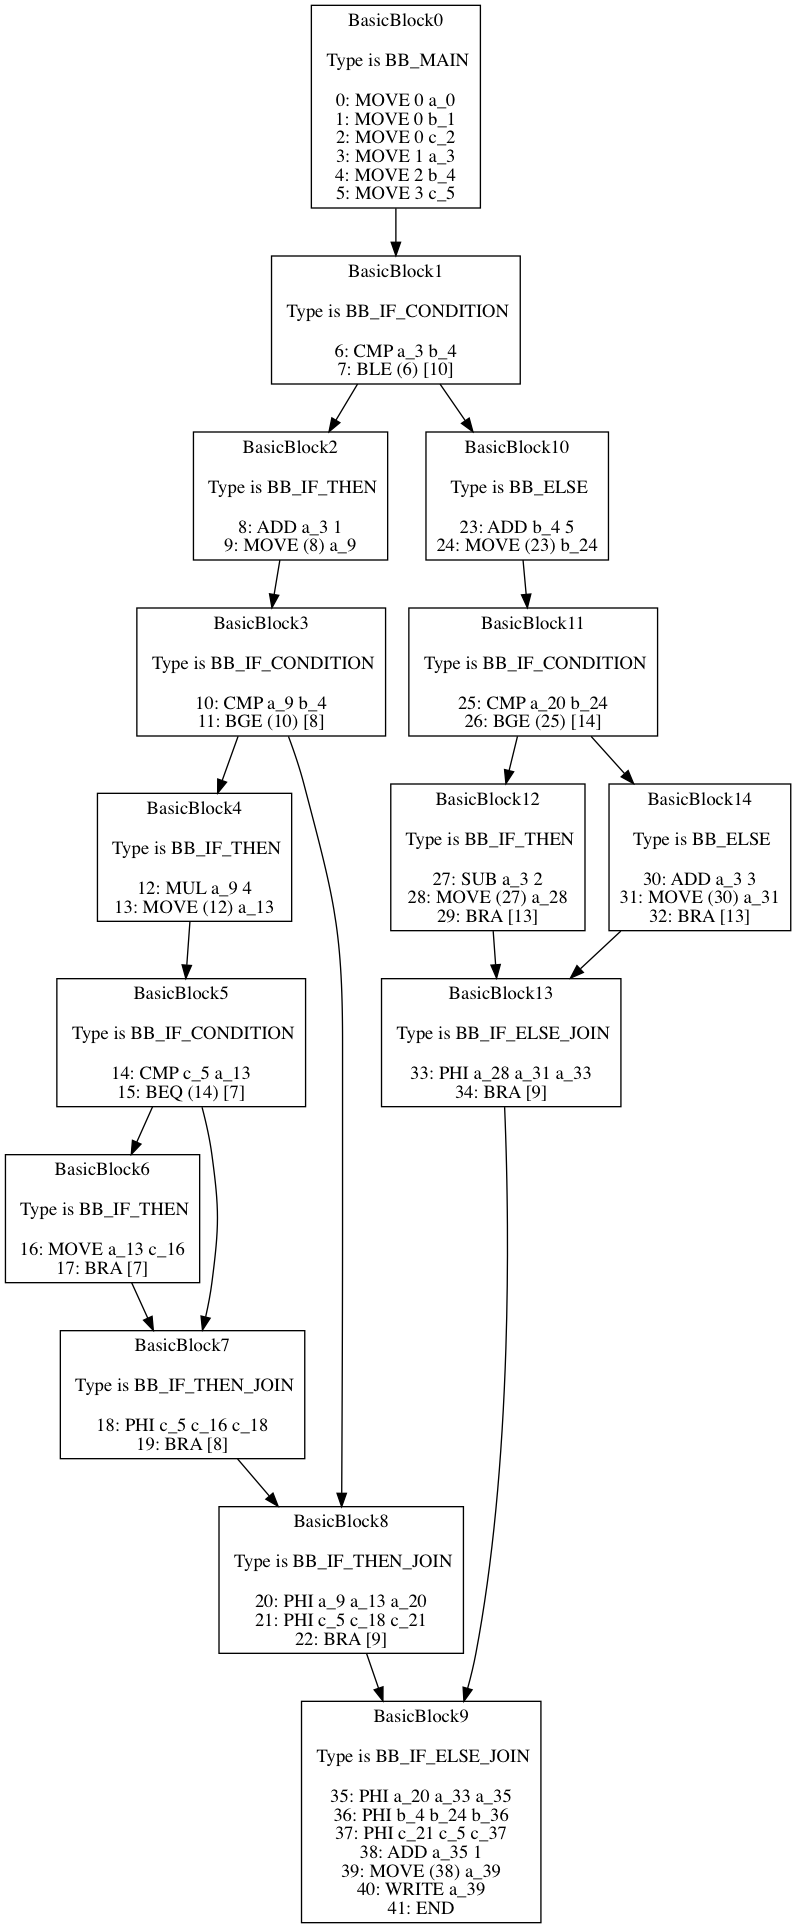 BasicBlock0
Type is BB_MAIN
0: MOVE 0 a_0
1: MOVE 0 b_1
2: MOVE 0 c_2
3: MOVE 1 a_3
4: MOVE 2 b_4
5: MOVE 3 c_5
BasicBlock1
Type is BB_IF_CONDITION
6: CMP a_3 b_4
7: BLE (6) [10]
BasicBlock2
Type is BB_IF_THEN
8: ADD a_3 1
9: MOVE (8) a_9
BasicBlock10
Type is BB_ELSE
23: ADD b_4 5
24: MOVE (23) b_24
BasicBlock3
Type is BB_IF_CONDITION
10: CMP a_9 b_4
11: BGE (10) [8]
BasicBlock11
Type is BB_IF_CONDITION
25: CMP a_20 b_24
26: BGE (25) [14]
BasicBlock4
Type is BB_IF_THEN
12: MUL a_9 4
13: MOVE (12) a_13
BasicBlock12
Type is BB_IF_THEN
27: SUB a_3 2
28: MOVE (27) a_28
29: BRA [13]
BasicBlock14
Type is BB_ELSE
30: ADD a_3 3
31: MOVE (30) a_31
32: BRA [13]
BasicBlock5
Type is BB_IF_CONDITION
14: CMP c_5 a_13
15: BEQ (14) [7]
BasicBlock13
Type is BB_IF_ELSE_JOIN
33: PHI a_28 a_31 a_33
34: BRA [9]
BasicBlock6
Type is BB_IF_THEN
16: MOVE a_13 c_16
17: BRA [7]
BasicBlock7
Type is BB_IF_THEN_JOIN
18: PHI c_5 c_16 c_18
19: BRA [8]
BasicBlock8
Type is BB_IF_THEN_JOIN
20: PHI a_9 a_13 a_20
21: PHI c_5 c_18 c_21
22: BRA [9]
BasicBlock9
Type is BB_IF_ELSE_JOIN
35: PHI a_20 a_33 a_35
36: PHI b_4 b_24 b_36
37: PHI c_21 c_5 c_37
38: ADD a_35 1
39: MOVE (38) a_39
40: WRITE a_39
41: END